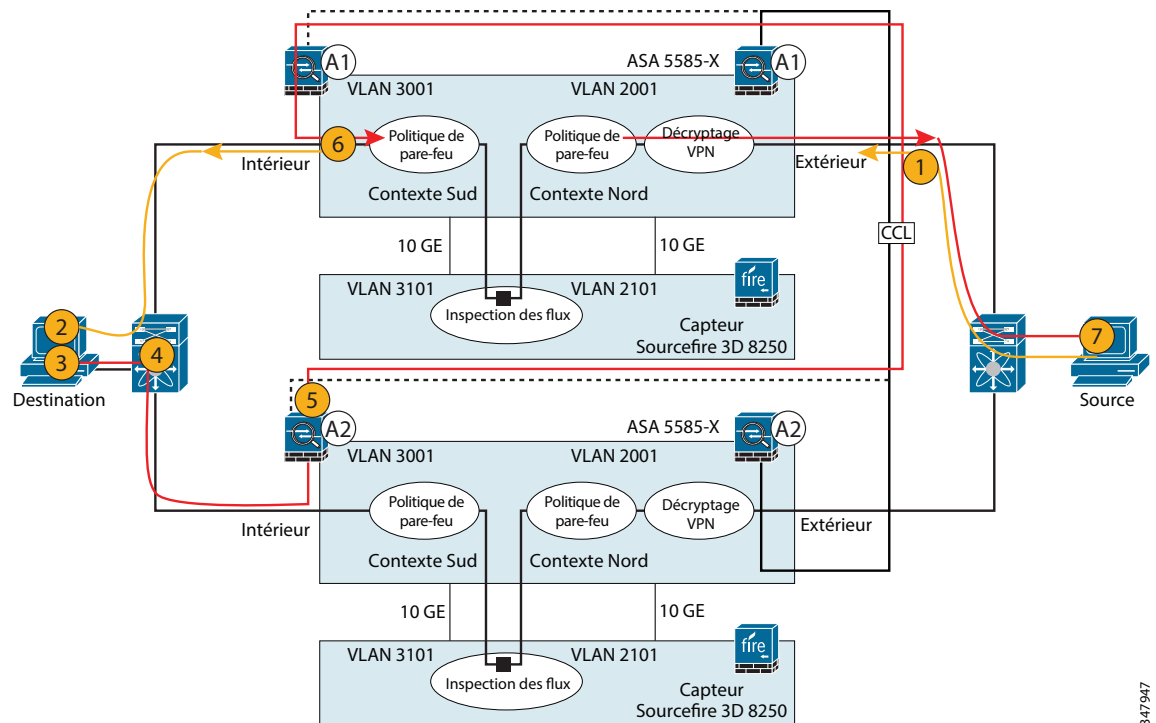 A1
ASA 5585-X
A1
VLAN 3001
VLAN 2001
6
Politique de
pare-feu
Politique de
pare-feu
Décryptage
VPN
Intérieur
Extérieur
1
Contexte Sud
Contexte Nord
CCL
10 GE
10 GE
VLAN 3101
VLAN 2101
fire
Inspection des flux
Capteur
Sourcefire 3D 8250
2
3
4
7
Destination
Source
5
A2
ASA 5585-X
A2
VLAN 3001
VLAN 2001
Politique de
pare-feu
Politique de
pare-feu
Décryptage
VPN
Intérieur
Extérieur
Contexte Sud
Contexte Nord
10 GE
10 GE
VLAN 3101
VLAN 2101
fire
Inspection des flux
Capteur
Sourcefire 3D 8250
347947